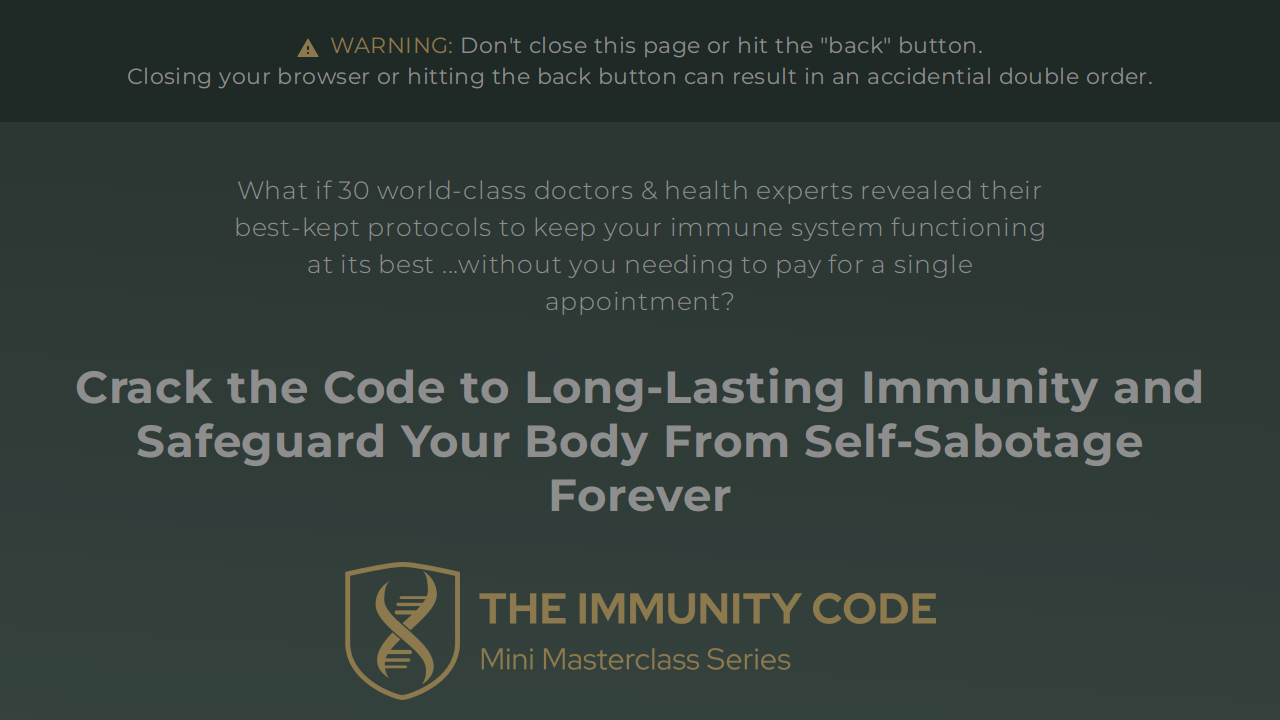 WARNING: Don't close this page or hit the "back" button.
Closing your browser or hitting the back button can result in an accidential double order.
What if 30 world-class doctors & health experts revealed their
best-kept protocols to keep your immune system functioning
at its best ...without you needing to pay for a single
appointment?
Crack the Code to Long-Lasting Immunity and
Safeguard Your Body From Self-Sabotage
Forever
THE IMMUNITY CODE
Mini Masterclass Series